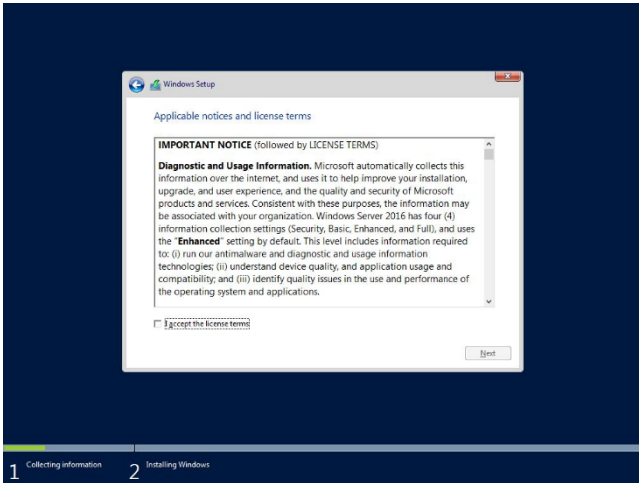 Windows Setup
Applicable notices and license terms
IMPORTANT NOTICE (followed by LICENSE TERMS)
Diagnostic and Usage Information. Microsoft automatically collects this
information over the internet, and uses it to help improve your installation,
upgrade, and user experience, and the quality and security of Microsoft
products and services. Consistent with these purposes, the information may
be associated with your organization. Windows Server 2016 has four (4)
information collection settings (Security, Basic, Enhanced, and Full), and uses
the "Enhanced" setting by default. This level includes information required
to: (i) run our antimalware and diagnostic and usage information
technologies; (ii) understand device quality, and application usage and
compatibility; and (iii) identify quality issues in the use and performance of
the operating system and applications.
I accept the license terms
Next
1 Collecting information 2 Installing Windows